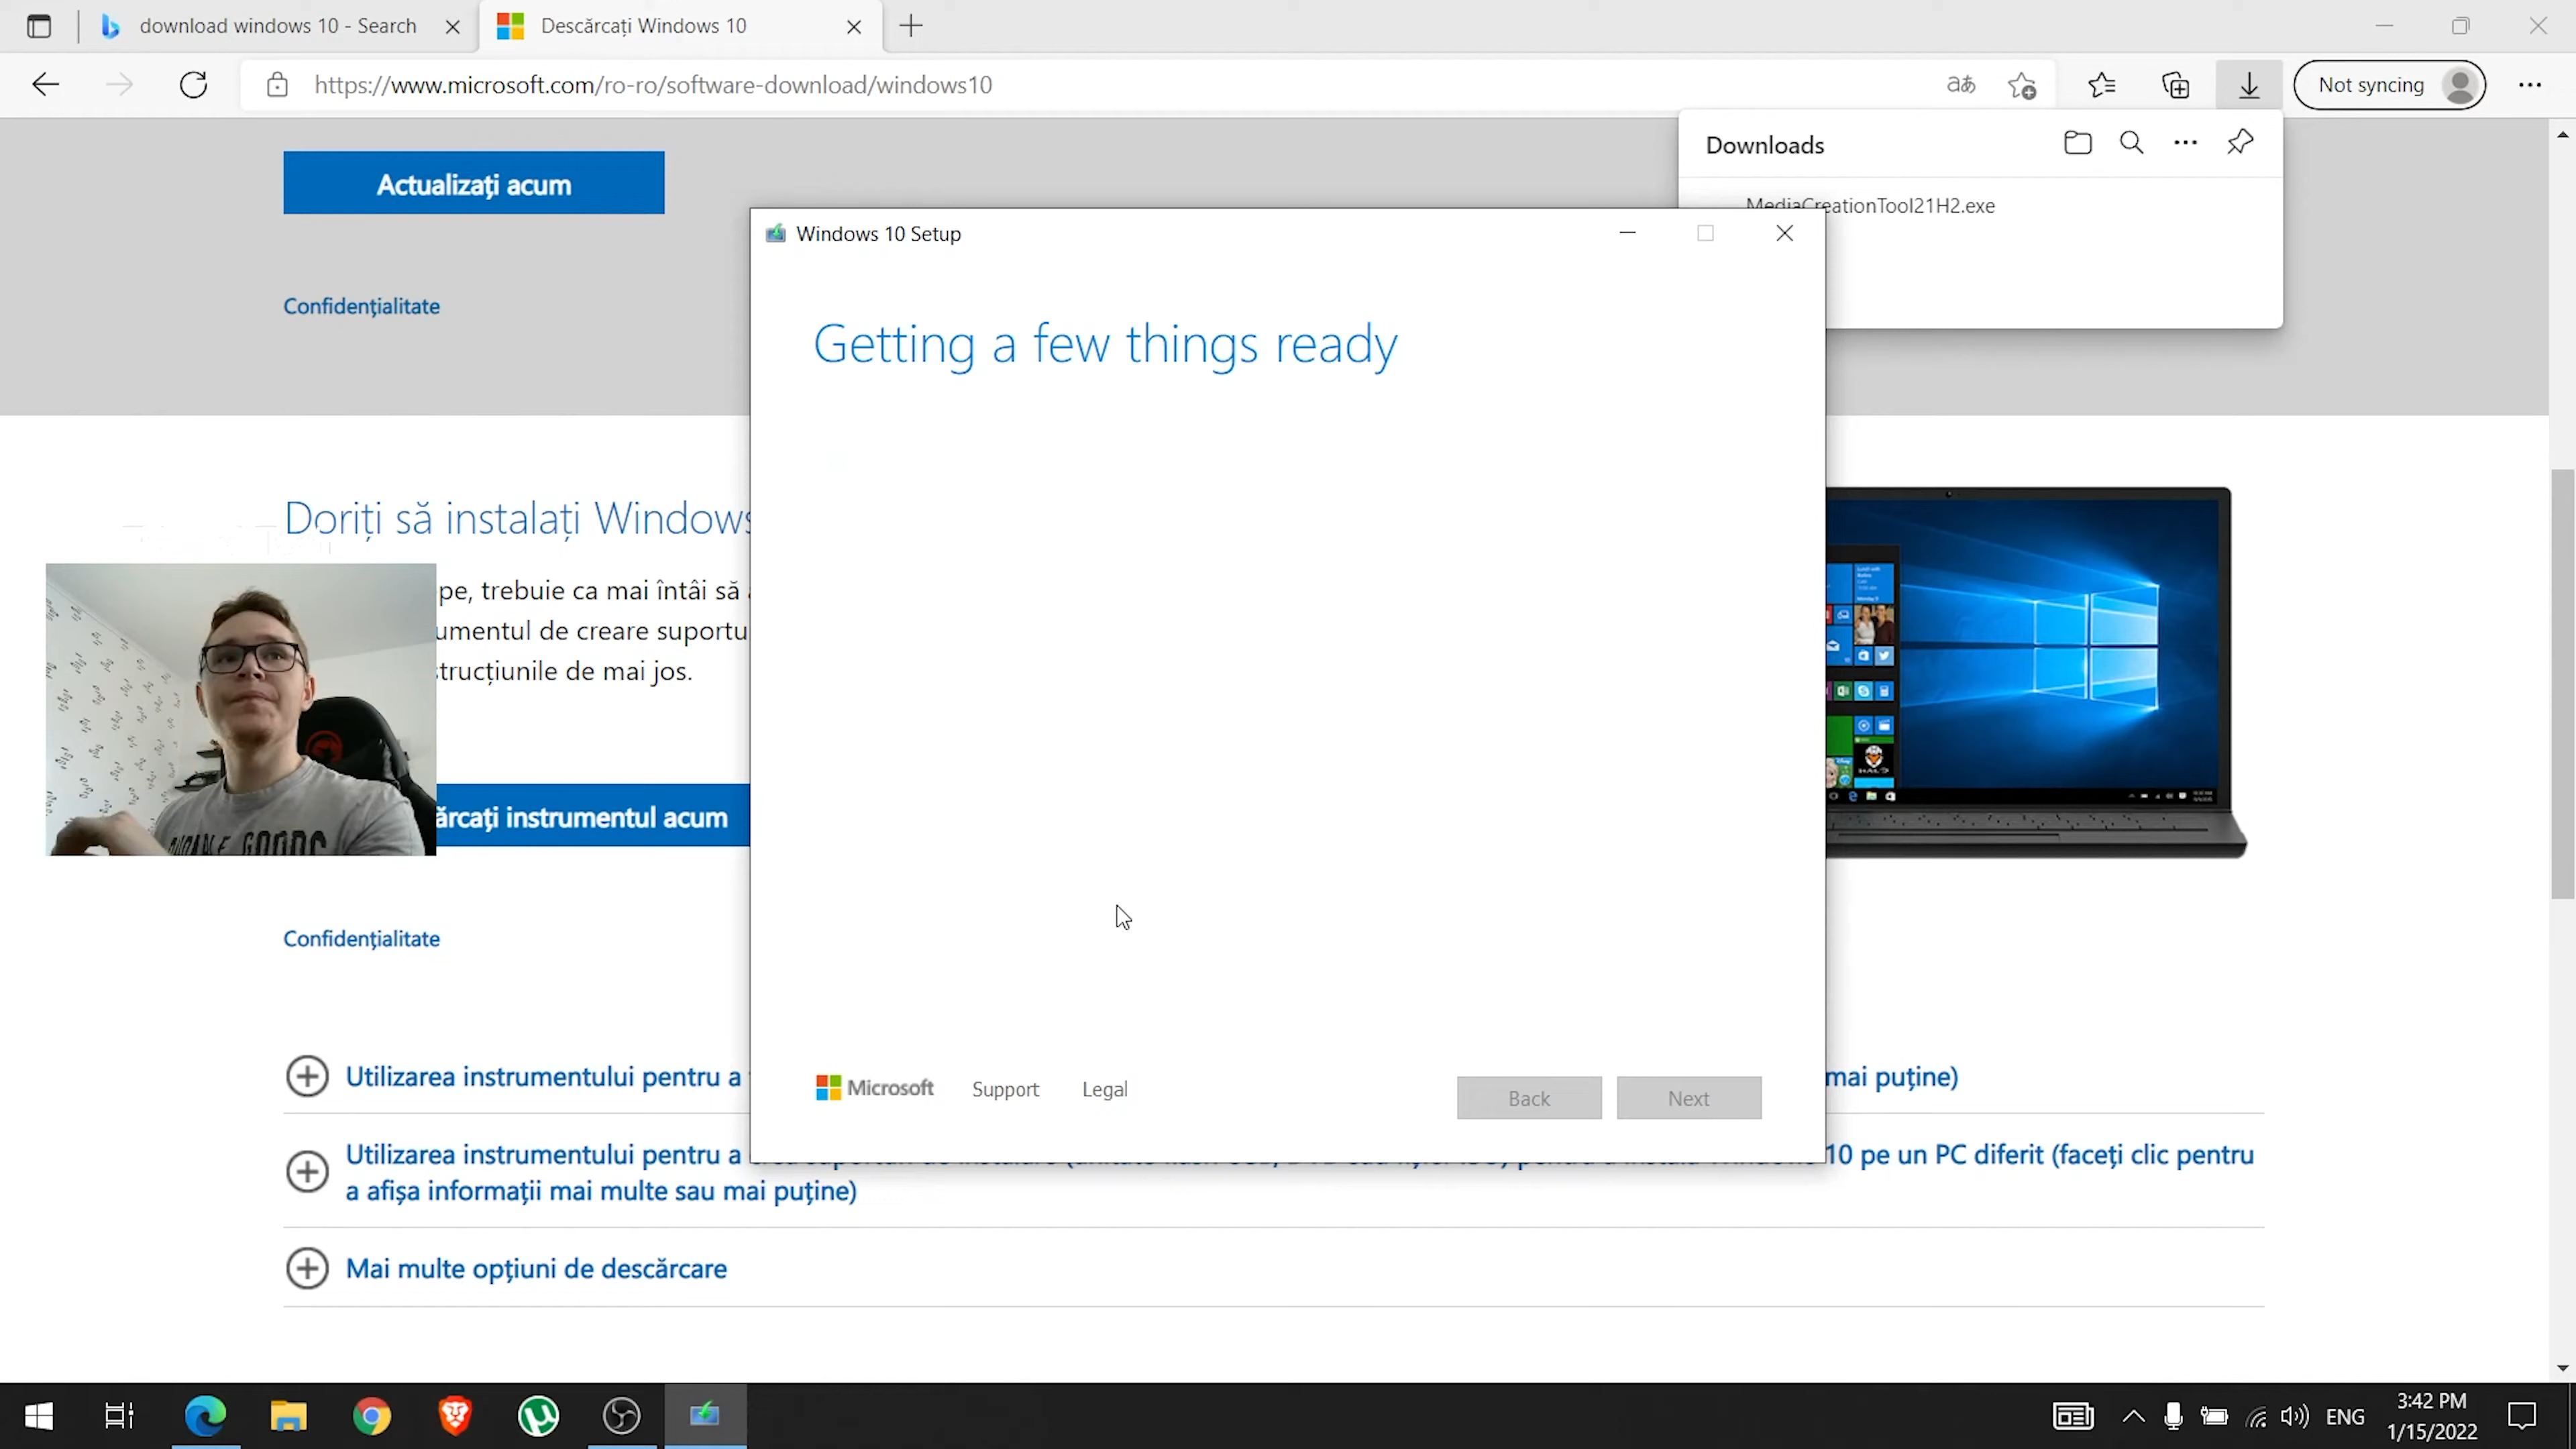 download windows 10 - Search
Descărcați Windows 10
https://www.microsoft.com/ro-ro/software-download/windows10
Not syncing
Downloads
MediaCreationTool21H2.exe
Actualizați acum
Confidențialitate
Windows 10 Setup
Getting a few things ready
Doriți să instalați Windows
pe, trebuie ca mai întâi să
umentul de creare suportu
strucțiunile de mai jos.
ărcați instrumentul acum
Confidențialitate
Microsoft
Support
Legal
Back
Next
Utilizarea instrumentului pentru a
mai puține)
Utilizarea instrumentului pentru a
10 pe un PC diferit (faceți clic pentru
a afișa informații mai multe sau mai puține)
Mai multe opțiuni de descărcare
ENG
3:42 PM
1/15/2022